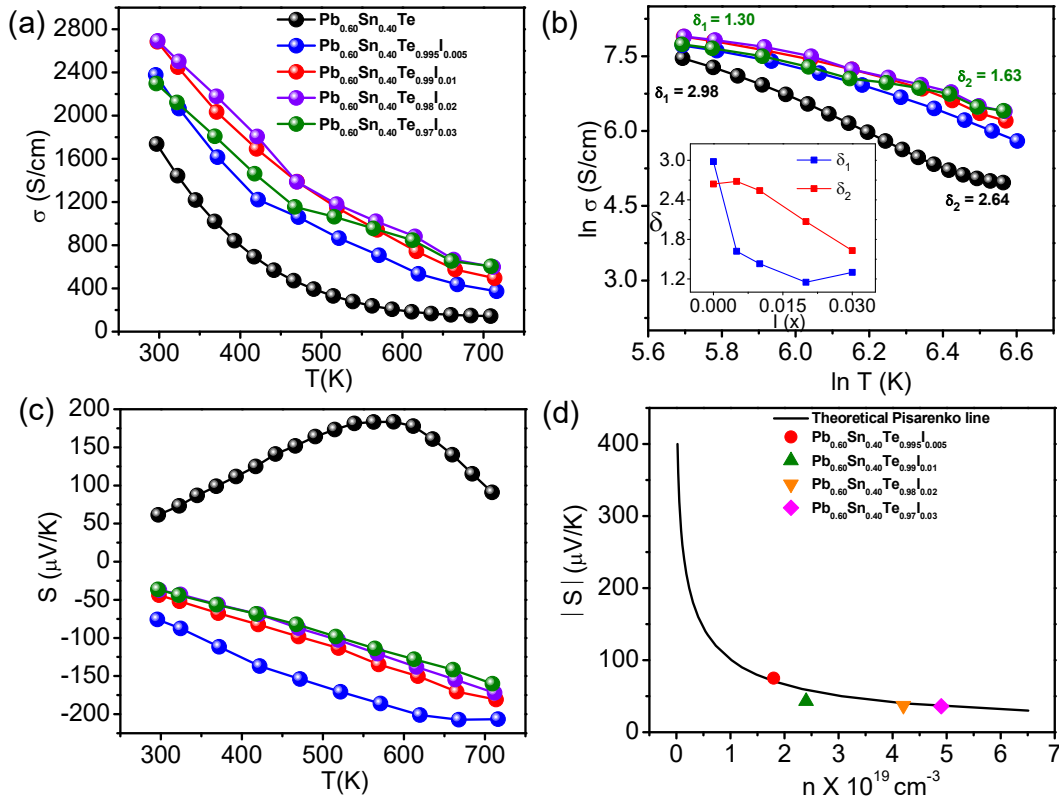 (a)
σ (S/cm)
2800
2400
2000
1600
1200
800
400
0
300 400 500 600 700
T(K)
Pb0.60Sn0.40Te
Pb0.60Sn0.40Te0.995I0.005
Pb0.60Sn0.40Te0.99I0.01
Pb0.60Sn0.40Te0.98I0.02
Pb0.60Sn0.40Te0.97I0.03
(b)
ln σ (S/cm)
7.5
6.0
4.5
3.0
5.6 5.8 6.0 6.2 6.4 6.6
ln T (K)
δ1 = 1.30
δ1 = 2.98
δ2 = 1.63
δ2 = 2.64
δ
3.0
2.4
1.8
1.2
0.000 0.015 0.030
I (x)
δ1
δ2
(c)
S (μV/K)
200
150
100
50
0
-50
-100
-150
-200
300 400 500 600 700
T(K)
(d)
| S | (μV/K)
400
300
200
100
0
0 1 2 3 4 5 6 7
n X 10^19 cm^-3
Theoretical Pisarenko line
Pb0.60Sn0.40Te0.995I0.005
Pb0.60Sn0.40Te0.99I0.01
Pb0.60Sn0.40Te0.98I0.02
Pb0.60Sn0.40Te0.97I0.03